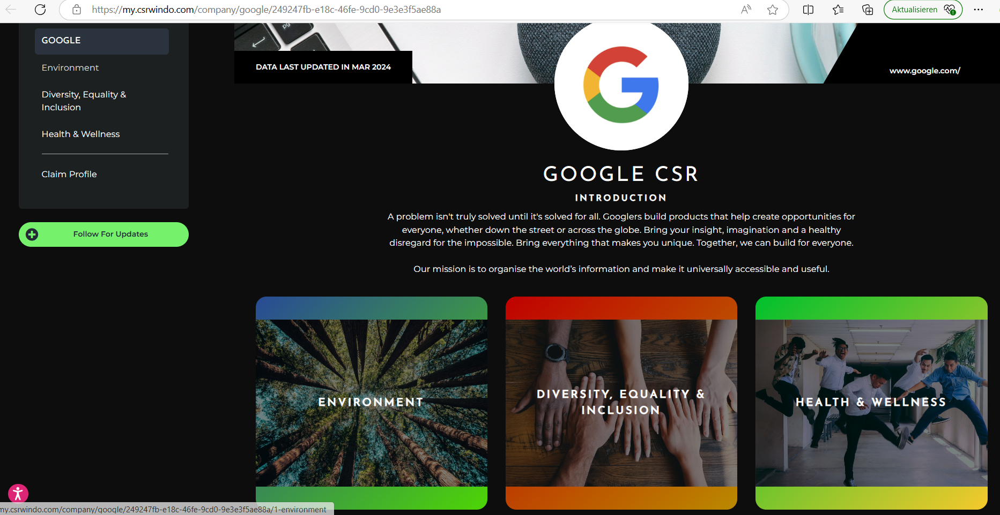 https://my.csrwindo.com/company/google/249247fb-e18c-46fe-9cd0-9e3e3f5ae88a
Aktualisieren
GOOGLE
Environment
Diversity, Equality &
Inclusion
Health & Wellness
Claim Profile
Follow For Updates
pg
DATA LAST UPDATED IN MAR 2024
www.google.com/
GOOGLE CSR
INTRODUCTION
A problem isn't truly solved until it's solved for all. Googlers build products that help create opportunities for
everyone, whether down the street or across the globe. Bring your insight, imagination and a healthy
disregard for the impossible. Bring everything that makes you unique. Together, we can build for everyone.
Our mission is to organise the world’s information and make it universally accessible and useful.
ENVIRONMENT
DIVERSITY, EQUALITY &
INCLUSION
HEALTH & WELLNESS
my.csrwindo.com/company/google/249247fb-e18c-46fe-9cd0-9e3e3f5ae88a/1-environment